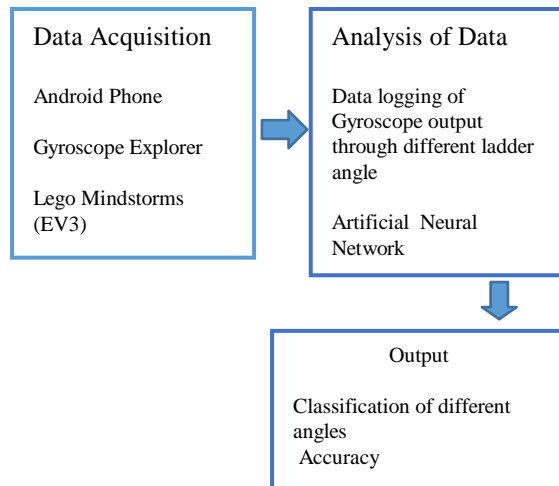 Data Acquisition
Android Phone
Gyroscope Explorer
Lego Mindstorms
(EV3)
Analysis of Data
Data logging of
Gyroscope output
through different ladder
angle
Artificial Neural
Network
Output
Classification of different
angles
Accuracy